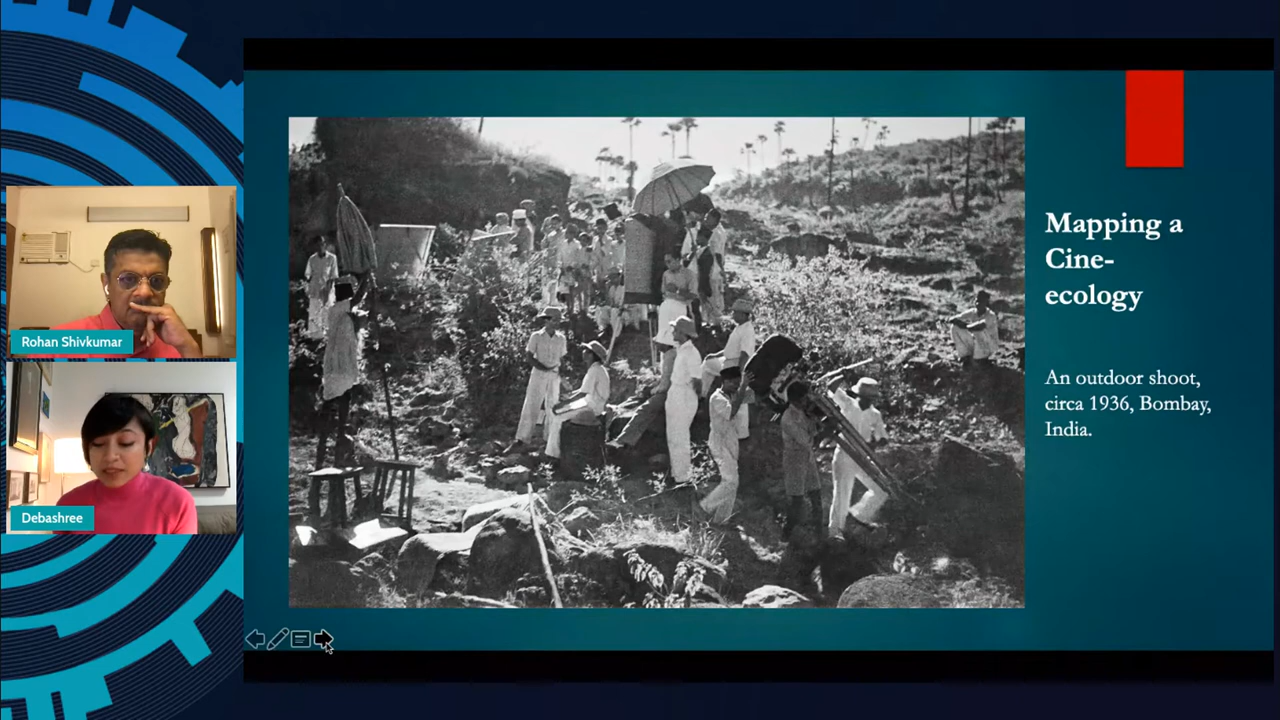 Rohan Shivkumar
Debashree
Mapping a
Cine-
ecology
An outdoor shoot,
circa 1936, Bombay,
India.